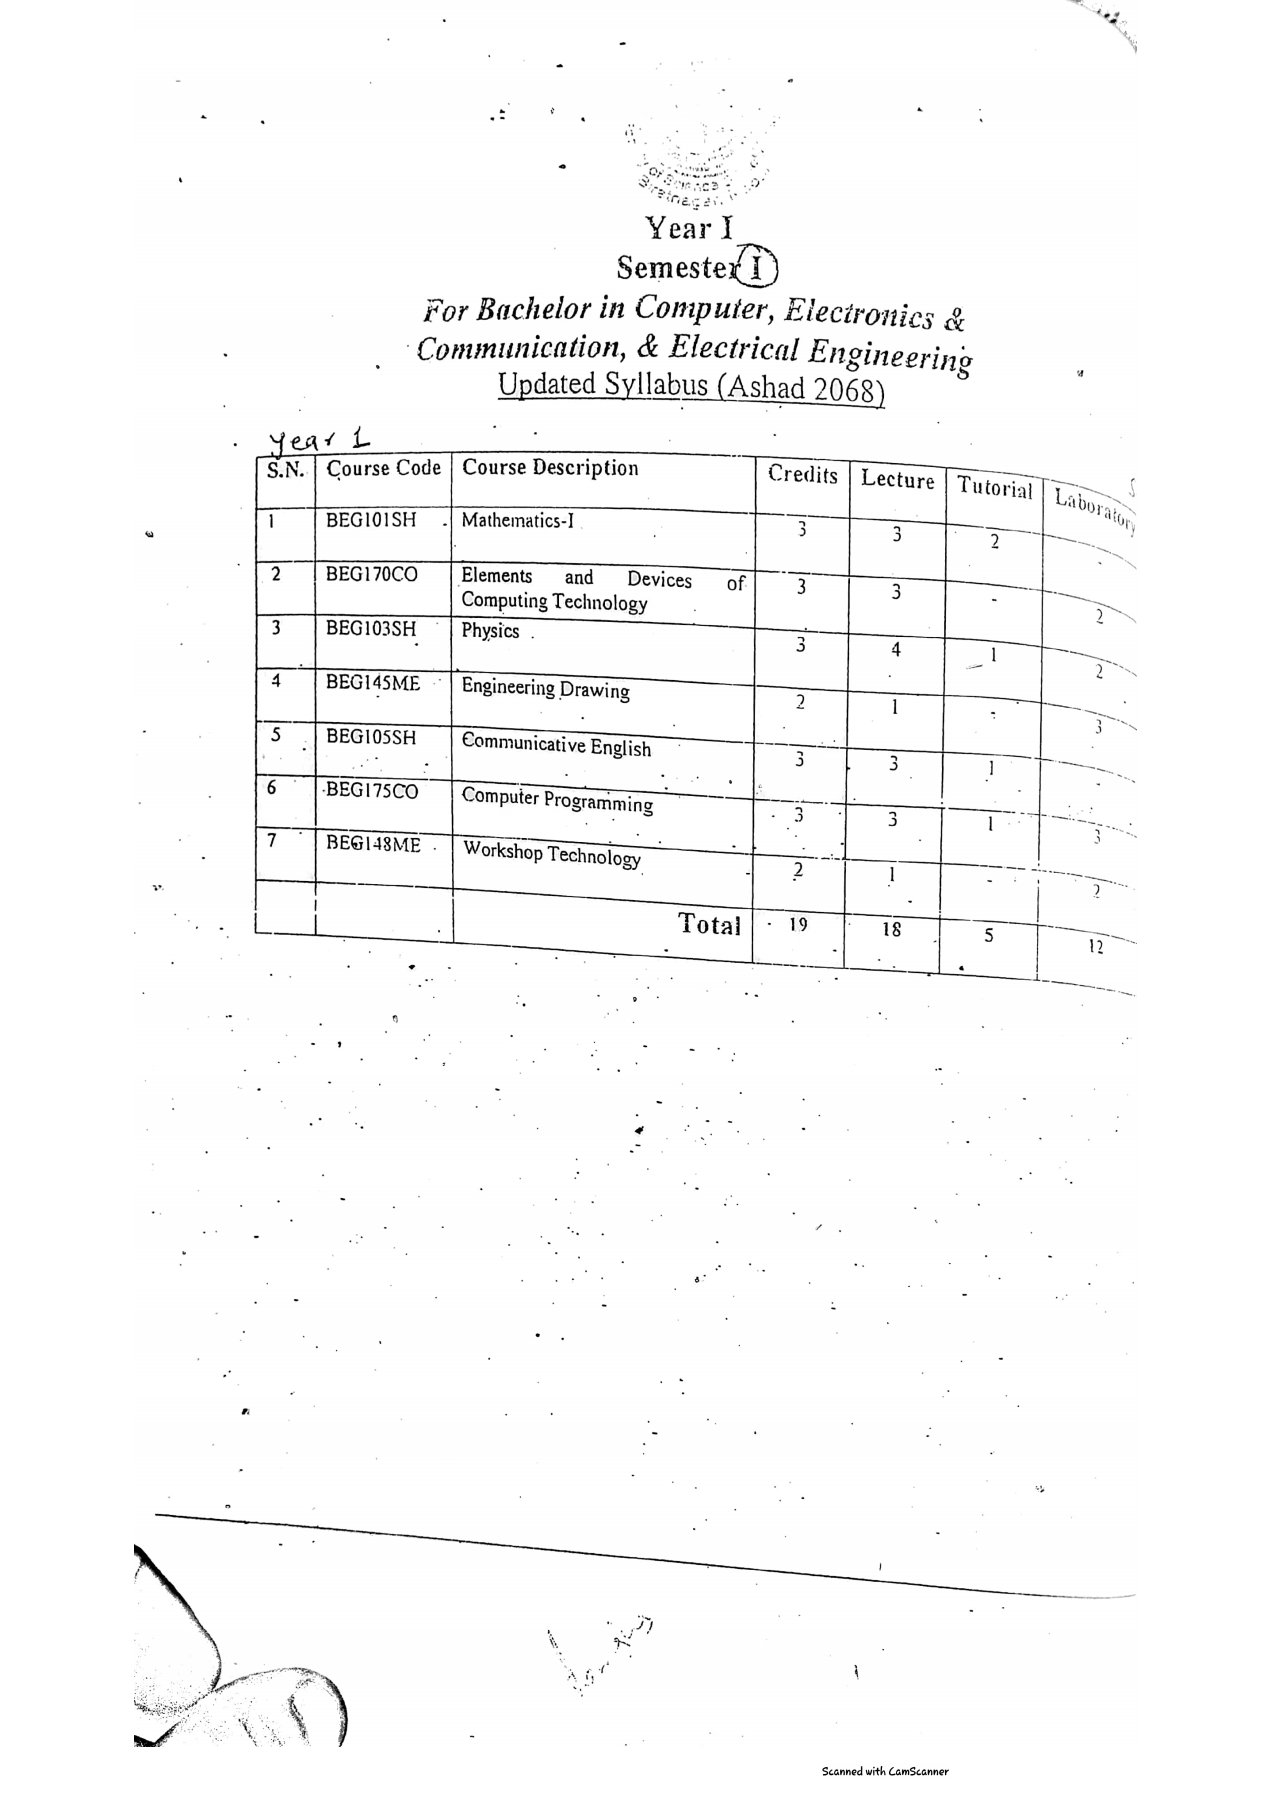 of Science
Biratnagar,
Year I
Semester I
For Bachelor in Computer, Electronics &
Communication, & Electrical Engineering
Updated Syllabus (Ashad 2068)
Year 1
S.N. Course Code Course Description Credits Lecture Tutorial Laboratory
1 BEG101SH Mathematics-I 3 3 2 -
2 BEG170CO Elements and Devices of 3 3 - 2
Computing Technology
3 BEG103SH Physics 3 4 1 2
4 BEG145ME Engineering Drawing 2 1 - 3
5 BEG105SH Communicative English 3 3 1 -
6 BEG175CO Computer Programming 3 3 1 3
7 BEG148ME Workshop Technology 2 1 - 2
Total 19 18 5 12
Scanned with CamScanner